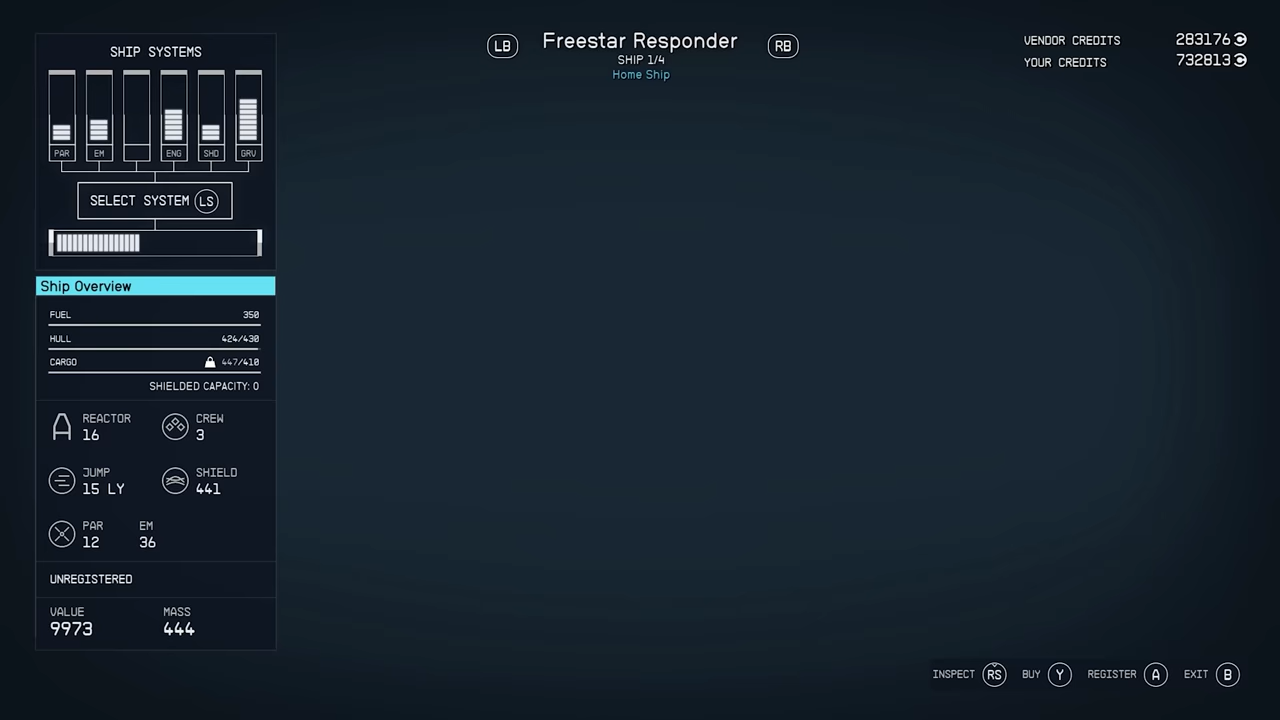 SHIP SYSTEMS
PAR EM ENG SHD GRV
SELECT SYSTEM LS
Ship Overview
FUEL 350
HULL 424/430
CARGO 447/410
SHIELDED CAPACITY: 0
REACTOR CREW
16 3
JUMP SHIELD
15 LY 441
PAR EM
12 36
UNREGISTERED
VALUE MASS
9973 444
LB Freestar Responder RB
SHIP 1/4
Home Ship
VENDOR CREDITS 283176
YOUR CREDITS 732813
INSPECT RS BUY Y REGISTER A EXIT B